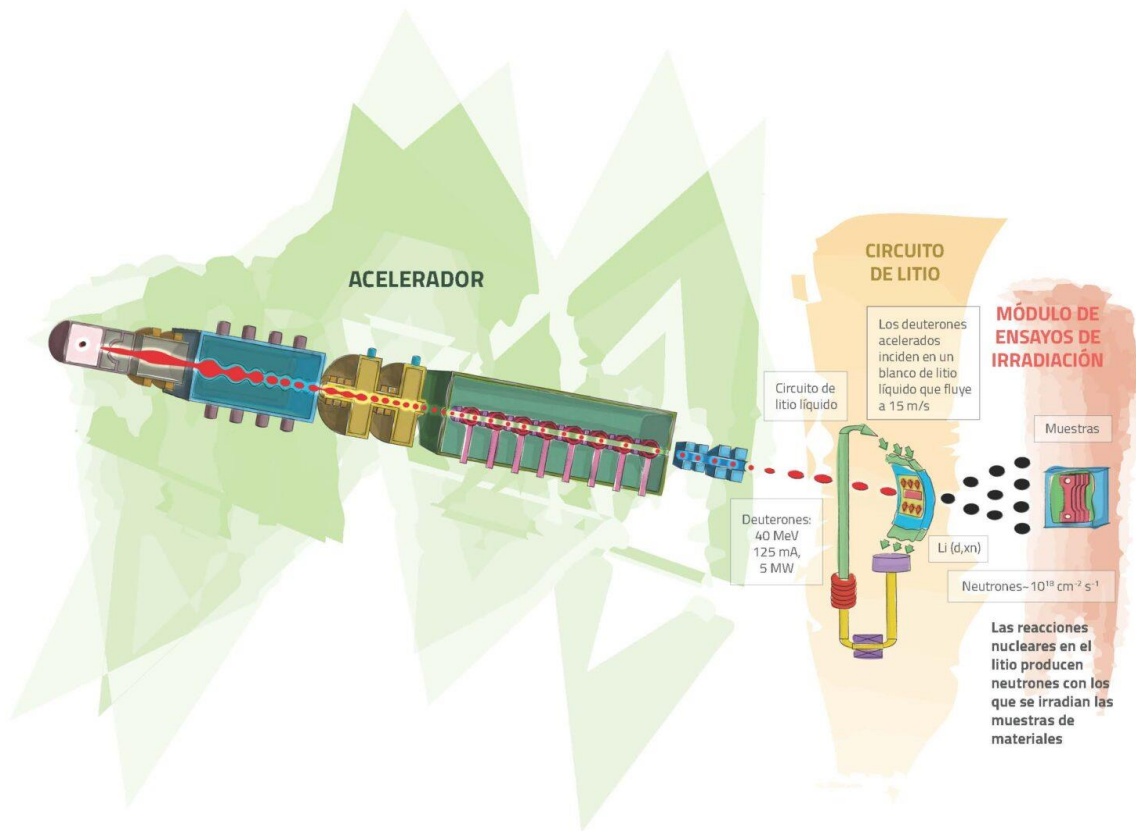 ACELERADOR
CIRCUITO
DE LITIO
Los deuterones
acelerados
inciden en un
blanco de litio
líquido que fluye
a 15 m/s
MÓDULO DE
ENSAYOS DE
IRRADIACIÓN
Circuito de
litio líquido
Muestras
Deuterones:
40 MeV
125 mA,
5 MW
Li (d,xn)
Neutrones~10¹⁸ cm⁻² s⁻¹
Las reacciones
nucleares en el
litio producen
neutrones con los
que se irradian las
muestras de
materiales